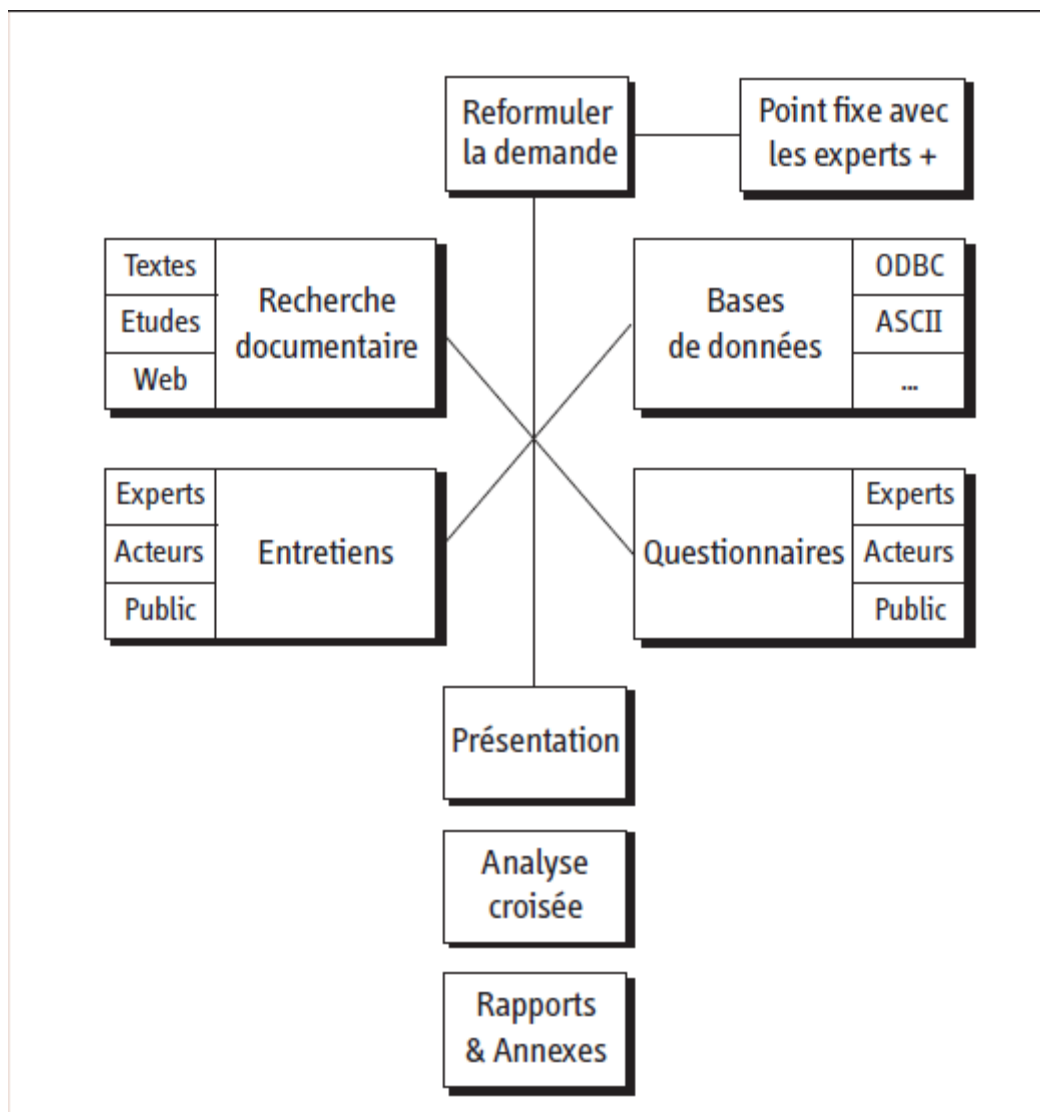 Reformuler
la demande
Point fixe avec
les experts +
Textes
Etudes
Web
Recherche
documentaire
Bases
de données
ODBC
ASCII
...
Experts
Acteurs
Public
Entretiens
Questionnaires
Experts
Acteurs
Public
Présentation
Analyse
croisée
Rapports
& Annexes